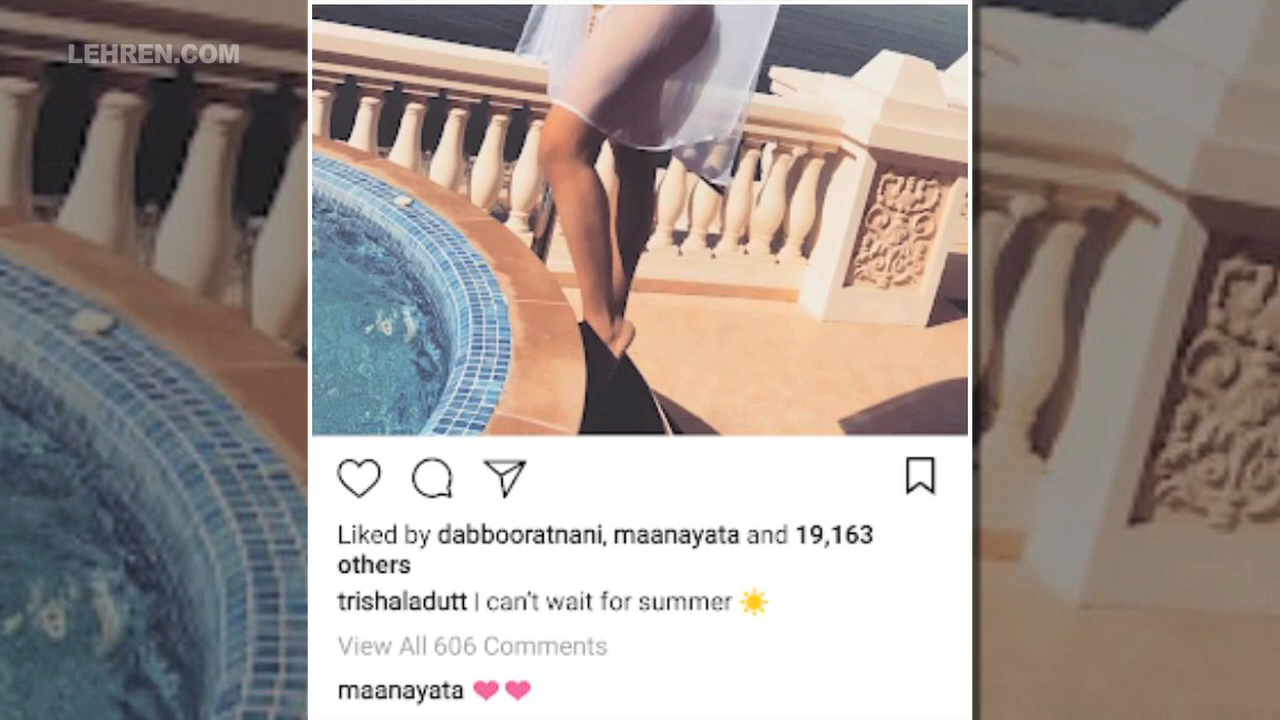 LEHREN.COM
Liked by dabbooratnani, maanayata and 19,163
others
trishaladutt I can't wait for summer ☀️
View All 606 Comments
maanayata 💗💗